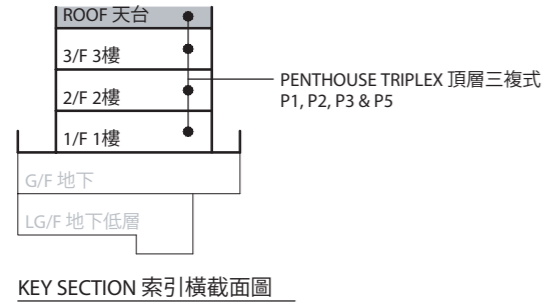 ROOF 天台
3/F 3樓
2/F 2樓
1/F 1樓
G/F 地下
LG/F 地下低層
PENTHOUSE TRIPLEX 頂層三複式
P1, P2, P3 & P5
KEY SECTION 索引橫截面圖